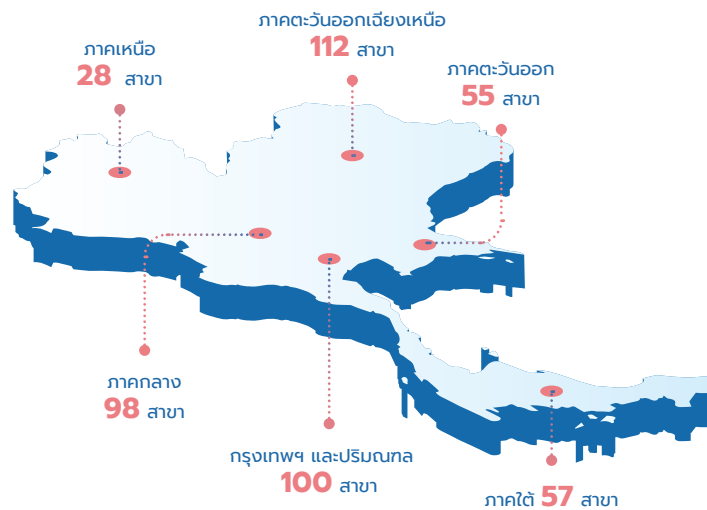 ภาคตะวันออกเฉียงเหนือ
112 สาขา
ภาคเหนือ
28 สาขา
ภาคตะวันออก
55 สาขา
ภาคกลาง
98 สาขา
กรุงเทพฯ และปริมณฑล
100 สาขา
ภาคใต้ 57 สาขา